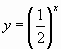 y = (1/2)^x